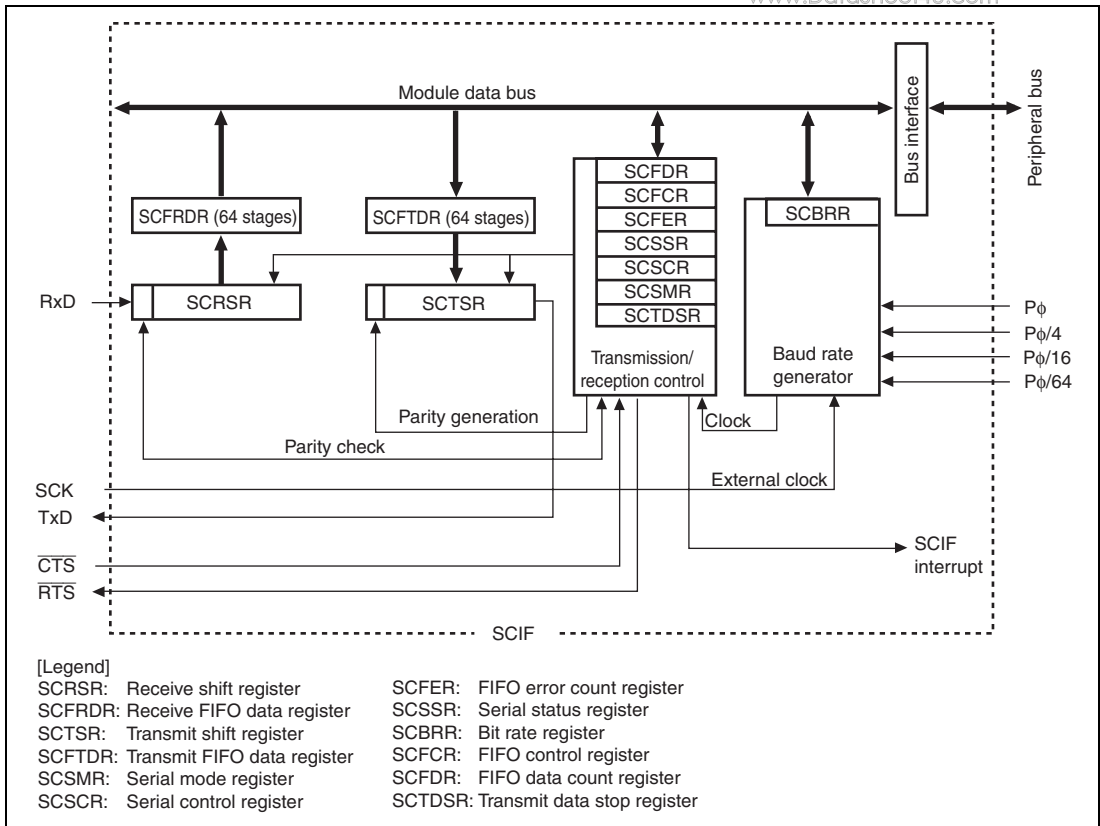 www.DataSheet4U.com
Module data bus
Bus interface
Peripheral bus
SCFDR
SCFCR
SCFER
SCSSR
SCSCR
SCSMR
SCTDSR
Transmission/
reception control
SCBRR
Baud rate
generator
SCFRDR (64 stages)
SCFTDR (64 stages)
RxD
SCRSR
SCTSR
Pϕ
Pϕ/4
Pϕ/16
Pϕ/64
Parity generation
Clock
Parity check
SCK
External clock
TxD
CTS
SCIF
interrupt
RTS
SCIF
[Legend]
SCRSR: Receive shift register
SCFRDR: Receive FIFO data register
SCTSR: Transmit shift register
SCFTDR: Transmit FIFO data register
SCSMR: Serial mode register
SCSCR: Serial control register
SCFER: FIFO error count register
SCSSR: Serial status register
SCBRR: Bit rate register
SCFCR: FIFO control register
SCFDR: FIFO data count register
SCTDSR: Transmit data stop register